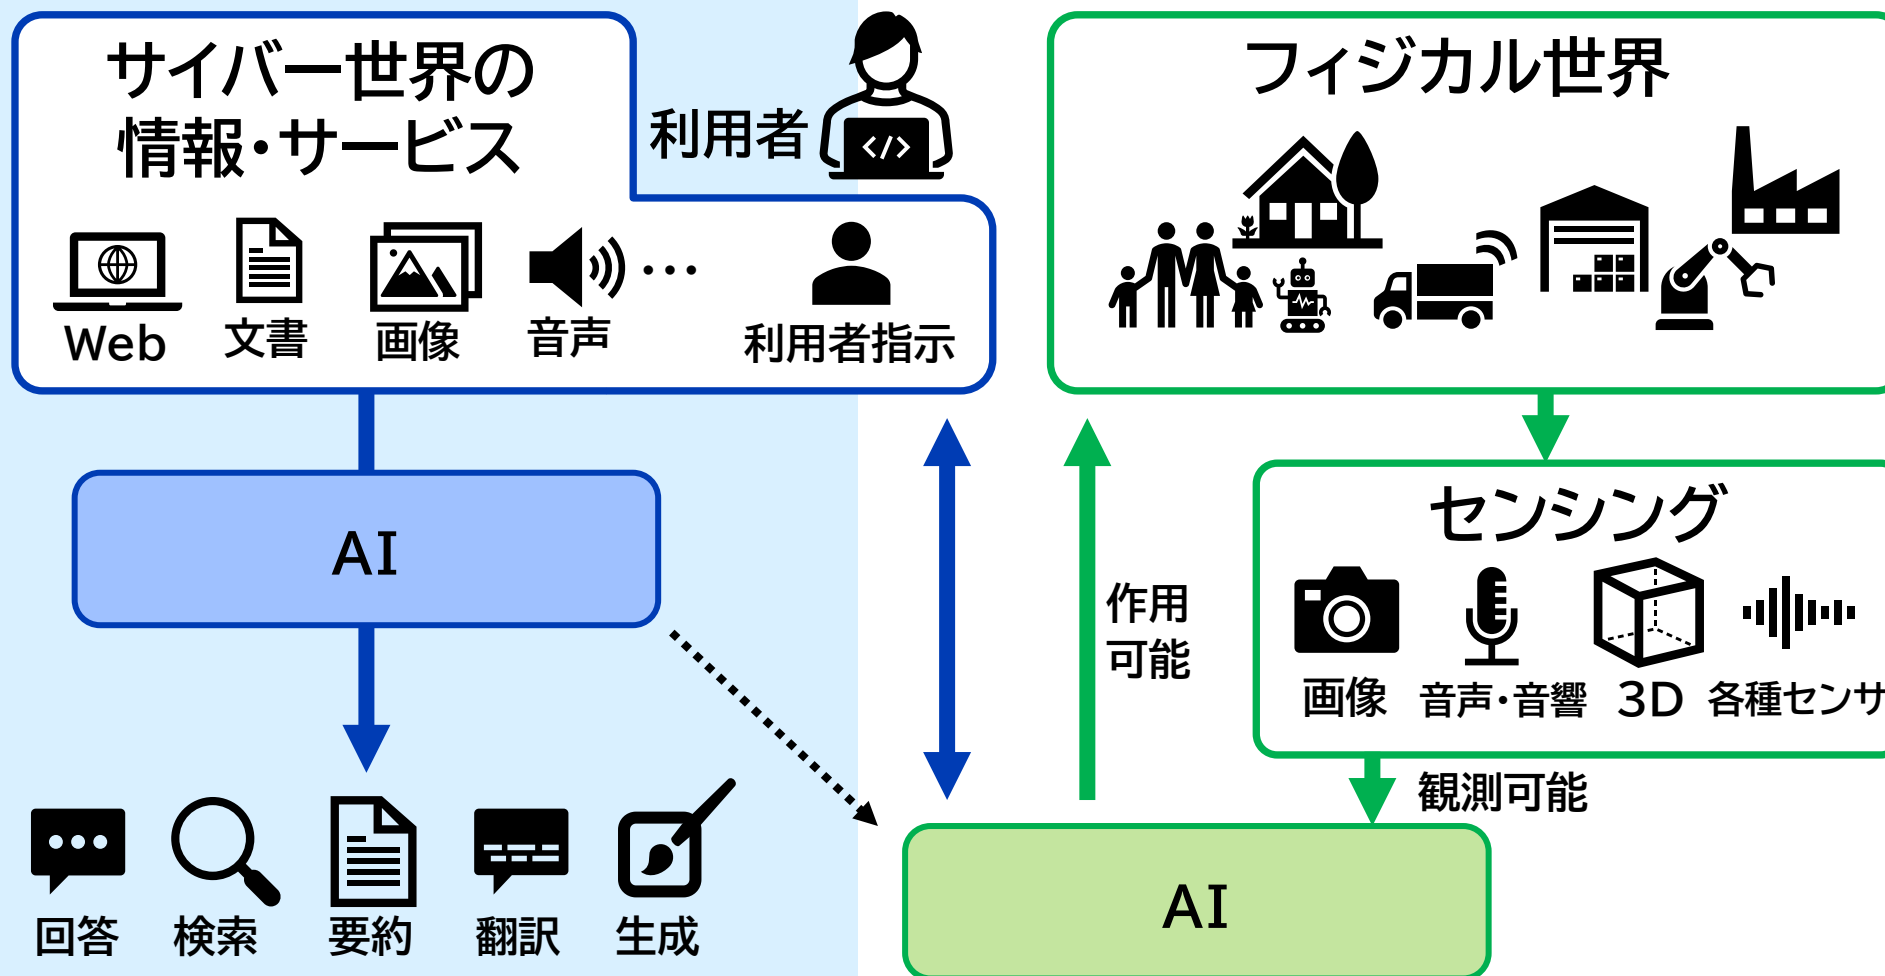 サイバー世界の
情報・サービス
利用者
Web
文書
画像
音声
…
利用者指示
フィジカル世界
AI
センシング
画像
音声・音響
3D
各種センサ
作用
可能
観測可能
回答
検索
要約
翻訳
生成
AI